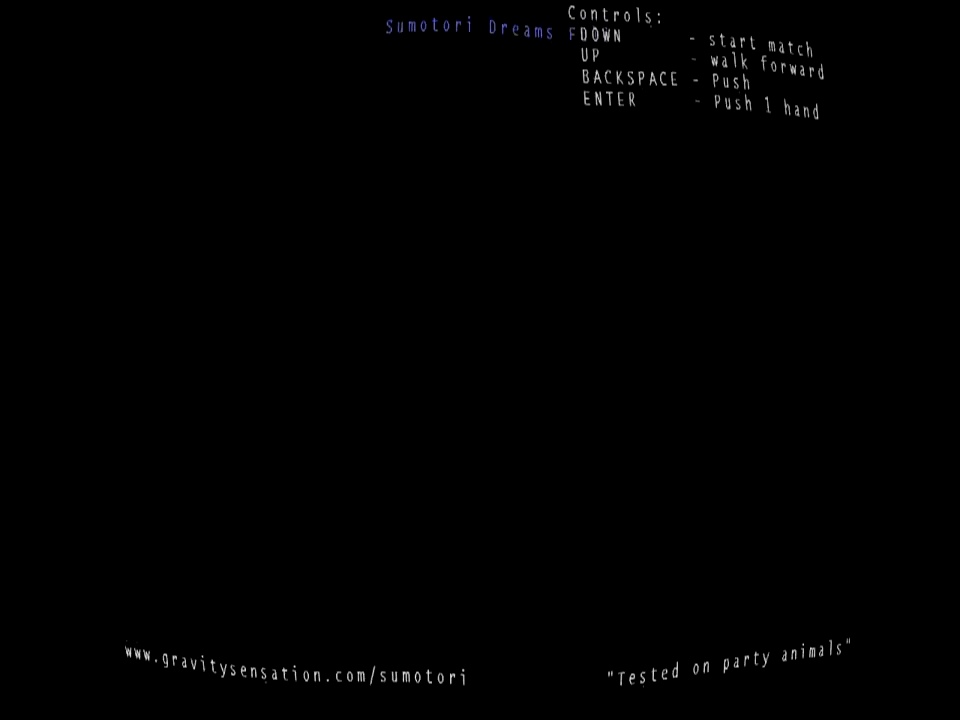 Controls:
Sumotori Dreams
DOWN - start match
UP - walk forward
BACKSPACE - Push
ENTER - Push 1 hand
www.gravitysensation.com/sumotori
"Tested on party animals"